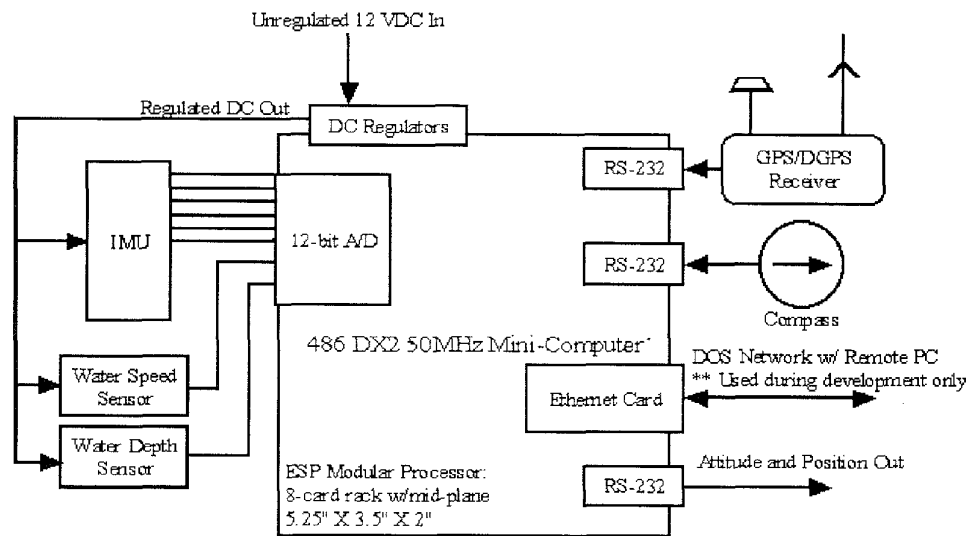 Unregulated 12 VDC In
Regulated DC Out
DC Regulators
RS-232
GPS/DGPS
Receiver
IMU
12-bit A/D
RS-232
Compass
486 DX2 50MHz Mini-Computer
DOS Network w/ Remote PC
** Used during development only
Water Speed
Sensor
Ethernet Card
Water Depth
Sensor
ESP Modular Processor:
8-card rack w/mid-plane
5.25" X 3.5" X 2"
RS-232
Attitude and Position Out